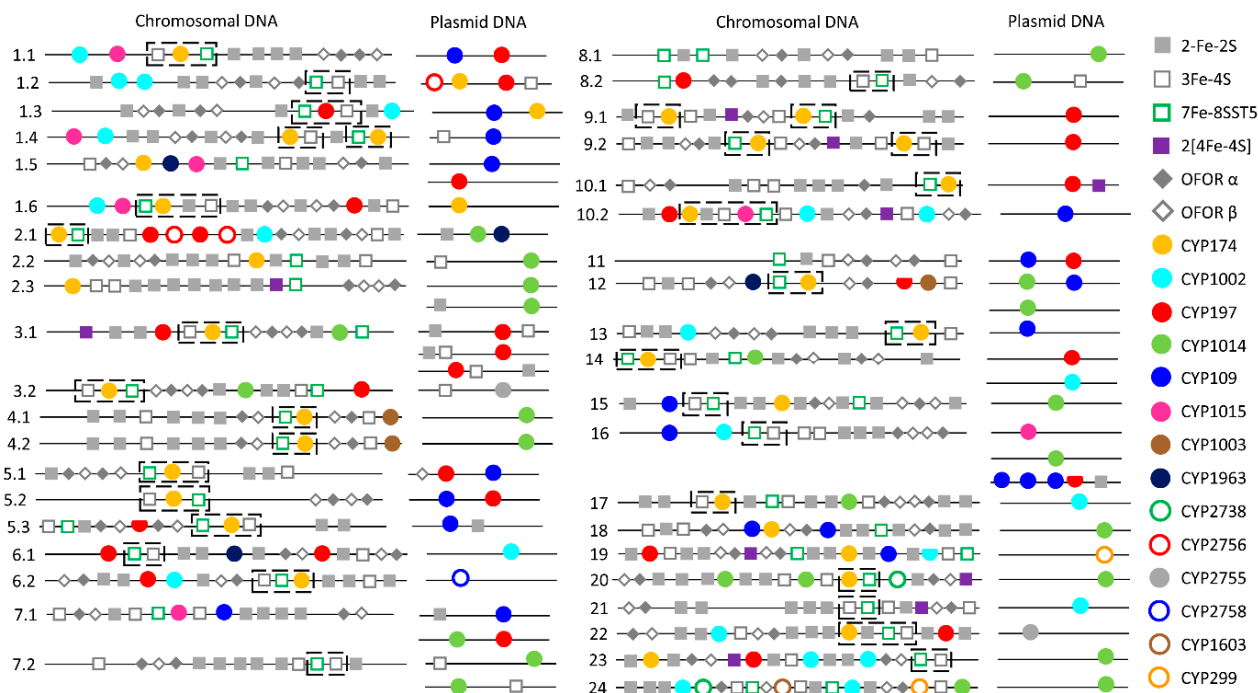 Chromosomal DNA
Plasmid DNA
1.1
1.2
1.3
1.4
1.5
1.6
2.1
2.2
2.3
3.1
3.2
4.1
4.2
5.1
5.2
5.3
6.1
6.2
7.1
7.2
Chromosomal DNA
Plasmid DNA
8.1
8.2
9.1
9.2
10.1
10.2
11
12
13
14
15
16
17
18
19
20
21
22
23
24
2-Fe-2S
3Fe-4S
7Fe-8SST5
2[4Fe-4S]
OFOR α
OFOR β
CYP174
CYP1002
CYP197
CYP1014
CYP109
CYP1015
CYP1003
CYP1963
CYP2738
CYP2756
CYP2755
CYP2758
CYP1603
CYP299